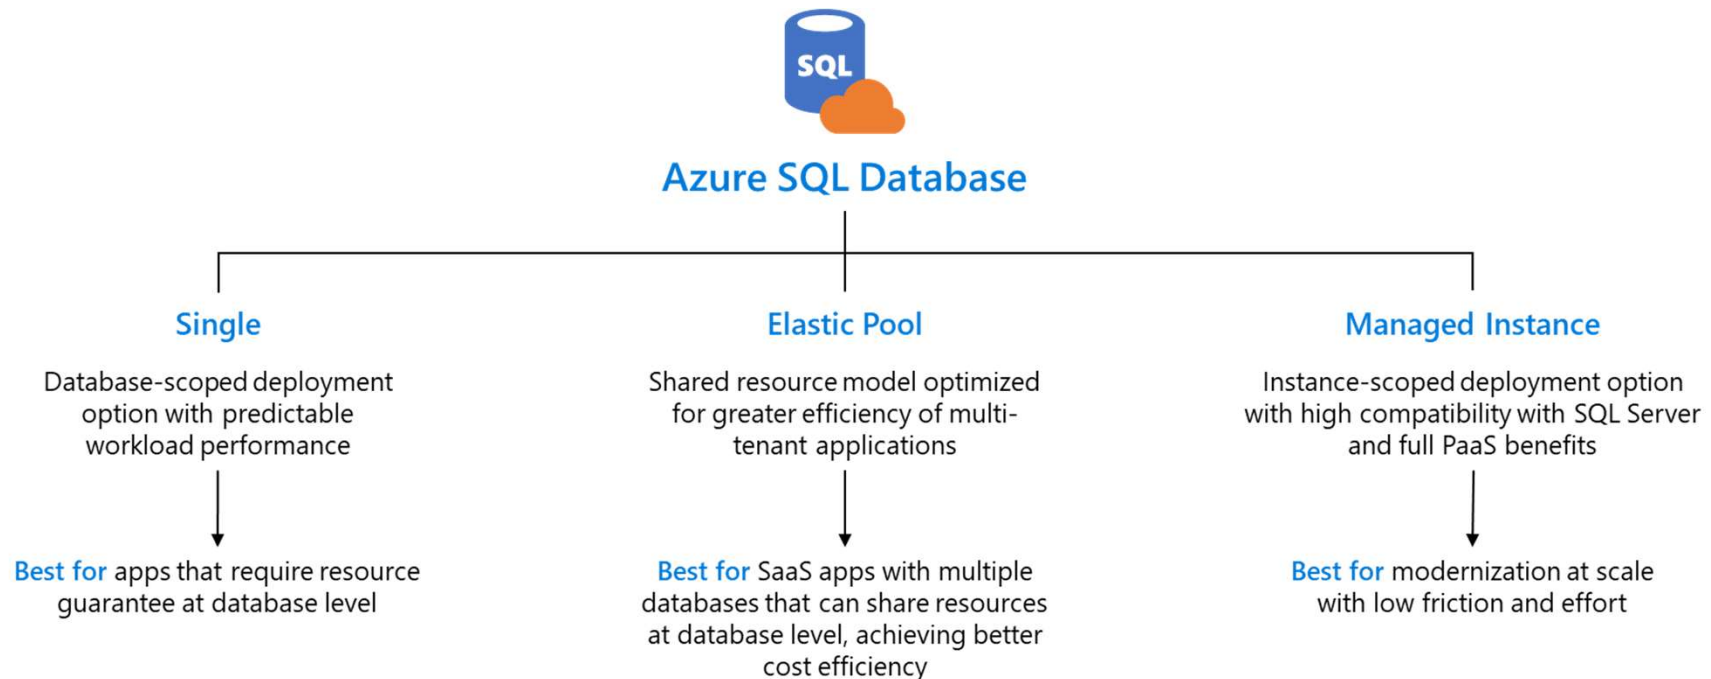 SQL
Azure SQL Database
Single
Database-scoped deployment
option with predictable
workload performance
Best for apps that require resource
guarantee at database level
Elastic Pool
Shared resource model optimized
for greater efficiency of multi-
tenant applications
Best for SaaS apps with multiple
databases that can share resources
at database level, achieving better
cost efficiency
Managed Instance
Instance-scoped deployment option
with high compatibility with SQL Server
and full PaaS benefits
Best for modernization at scale
with low friction and effort